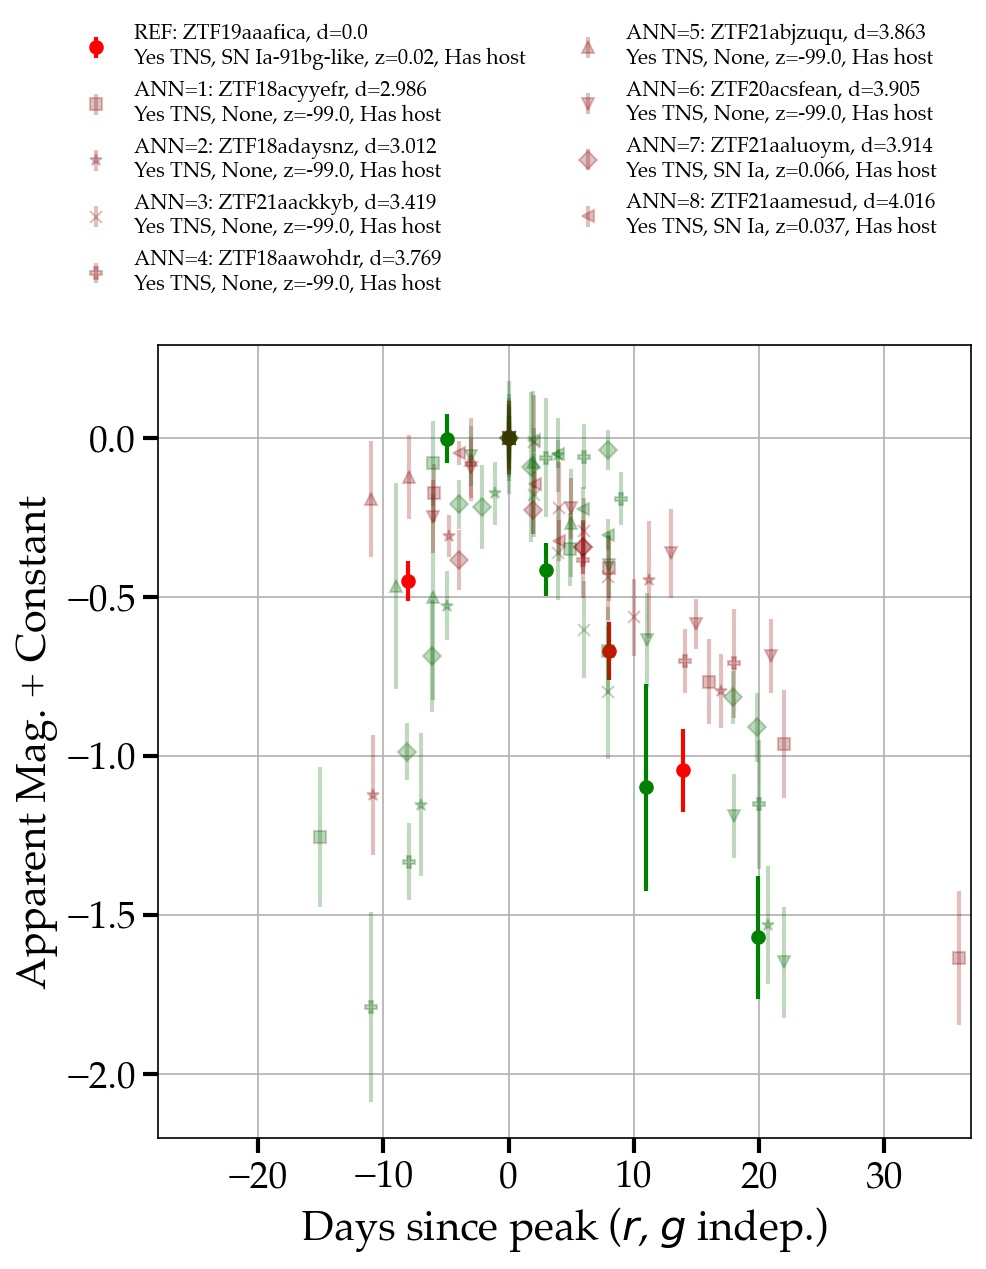 REF: ZTF19aaafica, d=0.0
Yes TNS, SN Ia-91bg-like, z=0.02, Has host
ANN=1: ZTF18acyyefr, d=2.986
Yes TNS, None, z=-99.0, Has host
ANN=2: ZTF18adaysnz, d=3.012
Yes TNS, None, z=-99.0, Has host
ANN=3: ZTF21aackkyb, d=3.419
Yes TNS, None, z=-99.0, Has host
ANN=4: ZTF18aawohdr, d=3.769
Yes TNS, None, z=-99.0, Has host
ANN=5: ZTF21abjzuqu, d=3.863
Yes TNS, None, z=-99.0, Has host
ANN=6: ZTF20acsfean, d=3.905
Yes TNS, None, z=-99.0, Has host
ANN=7: ZTF21aaluoym, d=3.914
Yes TNS, SN Ia, z=0.066, Has host
ANN=8: ZTF21aamesud, d=4.016
Yes TNS, SN Ia, z=0.037, Has host
Apparent Mag. + Constant
0.0
−0.5
−1.0
−1.5
−2.0
−20 −10 0 10 20 30
Days since peak (r, g indep.)